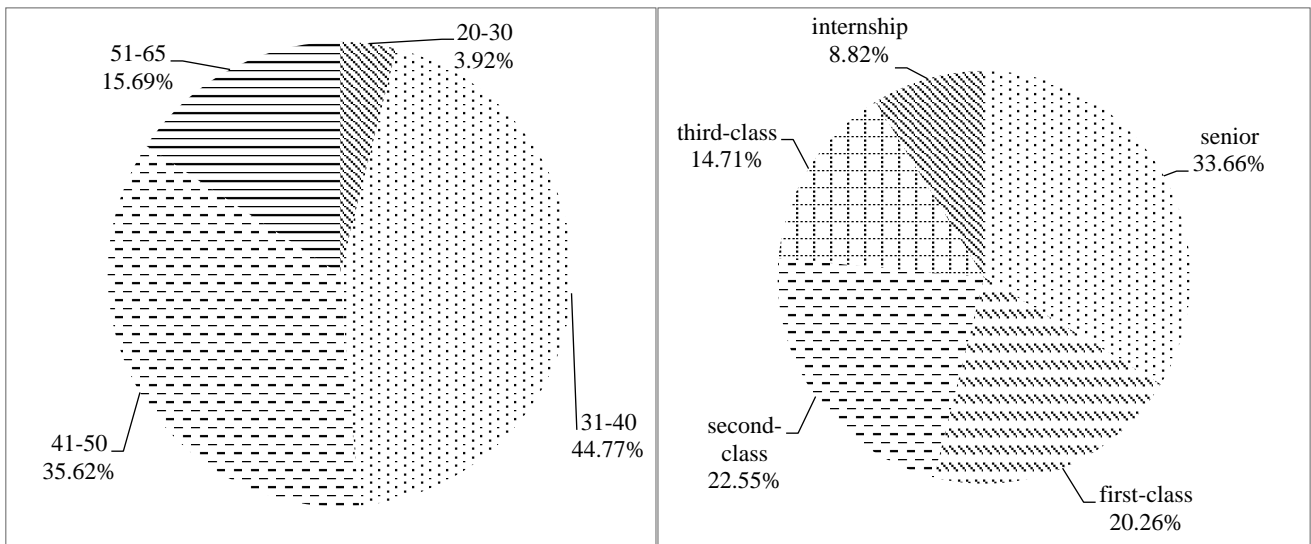 20-30
3.92%
51-65
15.69%
41-50
35.62%
31-40
44.77%
internship
8.82%
third-class
14.71%
senior
33.66%
second-
class
22.55%
first-class
20.26%